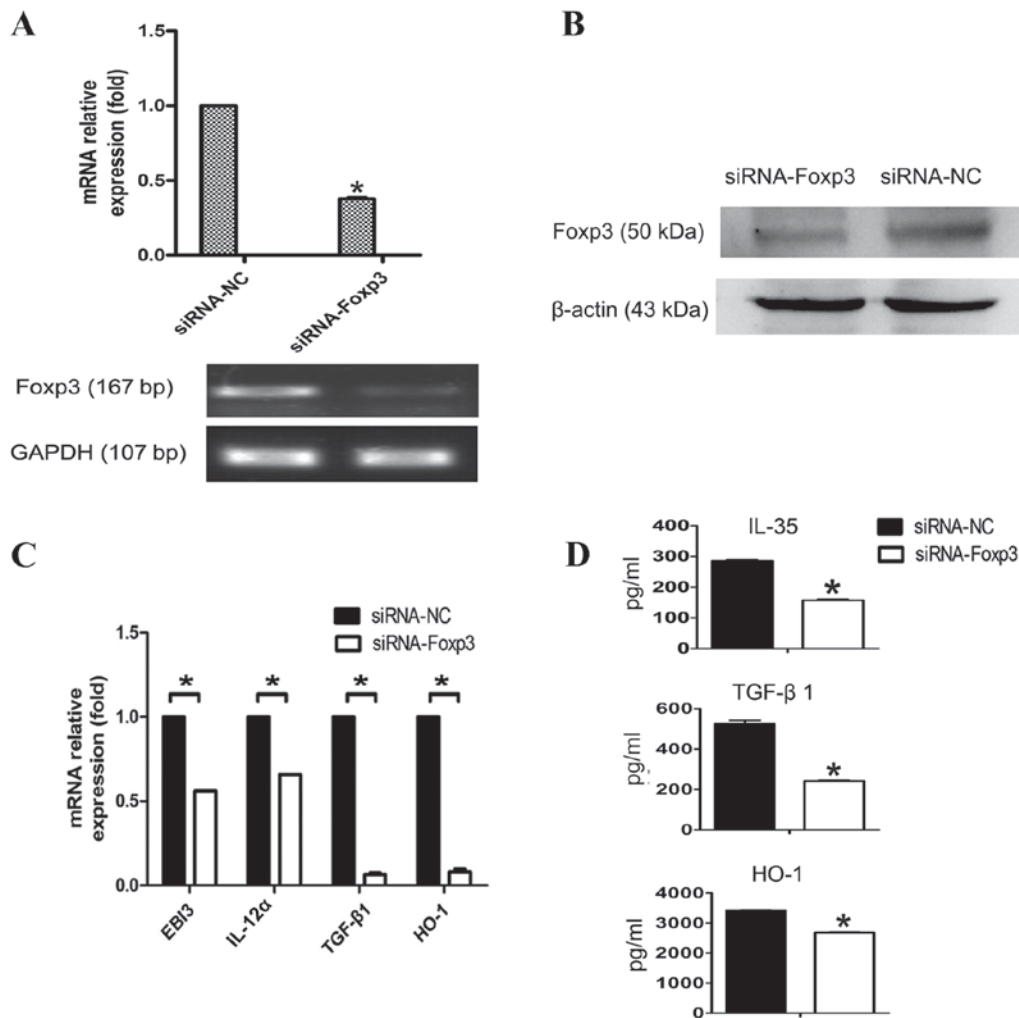 A
1.5
1.0
0.5
0.0
mRNA relative
expression (fold)
*
siRNA-NC
siRNA-Foxp3
Foxp3 (167 bp)
GAPDH (107 bp)
B
siRNA-Foxp3 siRNA-NC
Foxp3 (50 kDa)
β-actin (43 kDa)
C
siRNA-NC
siRNA-Foxp3
1.5
1.0
0.5
0.0
mRNA relative
expression (fold)
* * * *
EBI3
IL-12α
TGF-β1
HO-1
D
siRNA-NC
siRNA-Foxp3
IL-35
400
300
200
100
0
pg/ml
*
TGF-β 1
600
400
200
0
pg/ml
*
HO-1
4000
3000
2000
1000
0
pg/ml
*